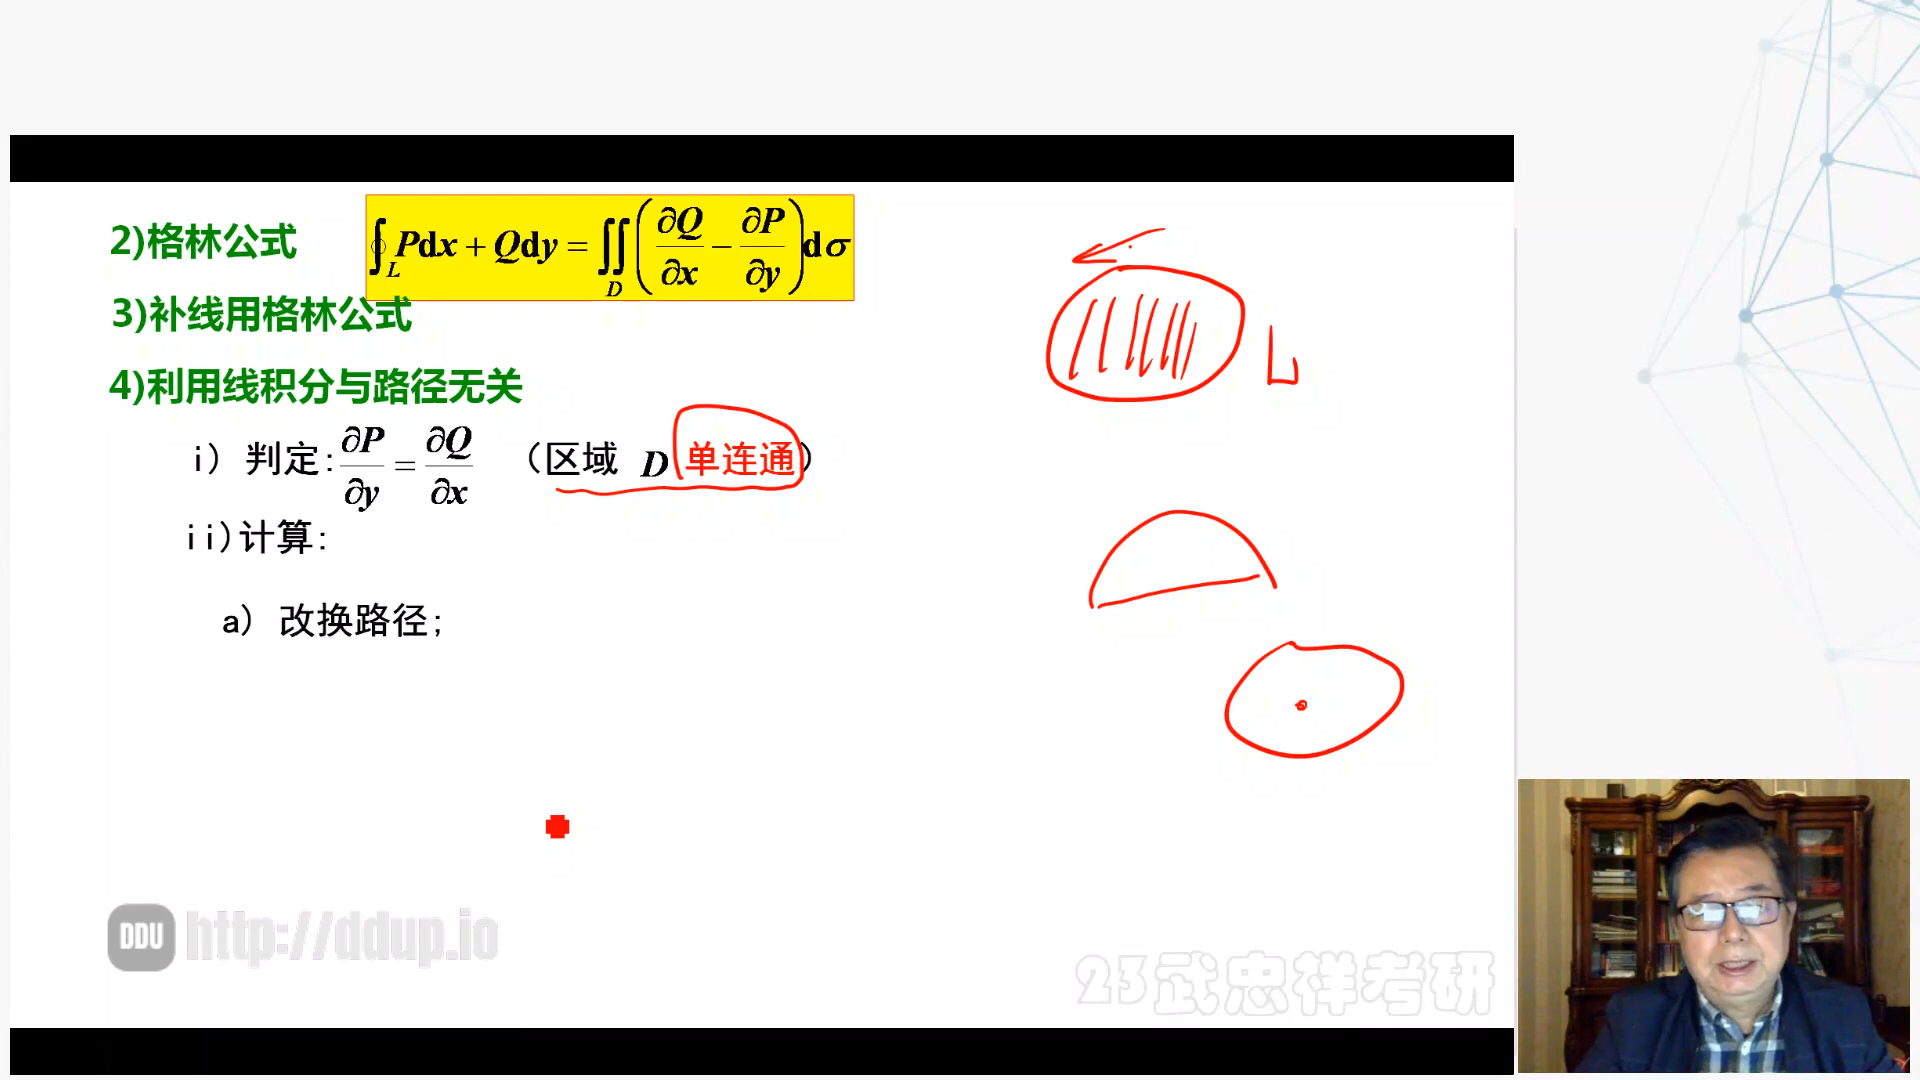 2)格林公式 ∮_L Pdx + Qdy = ∬_D (∂Q/∂x − ∂P/∂y) dσ
3)补线用格林公式
L
4)利用线积分与路径无关
i) 判定: ∂P/∂y = ∂Q/∂x (区域 D 单连通)
ii)计算:
a) 改换路径;
DDU http://ddup.io
23武忠祥考研